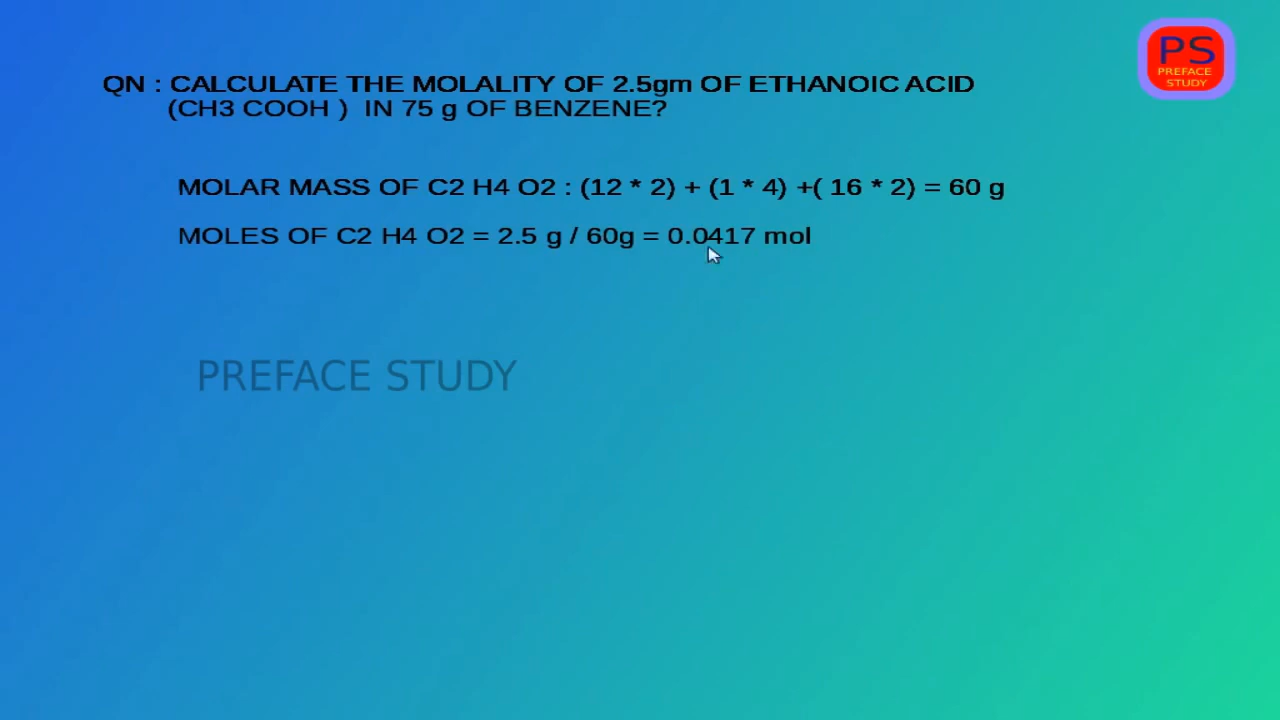 PS
PREFACE
STUDY
QN : CALCULATE THE MOLALITY OF 2.5gm OF ETHANOIC ACID
(CH3 COOH ) IN 75 g OF BENZENE?
MOLAR MASS OF C2 H4 O2 : (12 * 2) + (1 * 4) +( 16 * 2) = 60 g
MOLES OF C2 H4 O2 = 2.5 g / 60g = 0.0417 mol
PREFACE STUDY